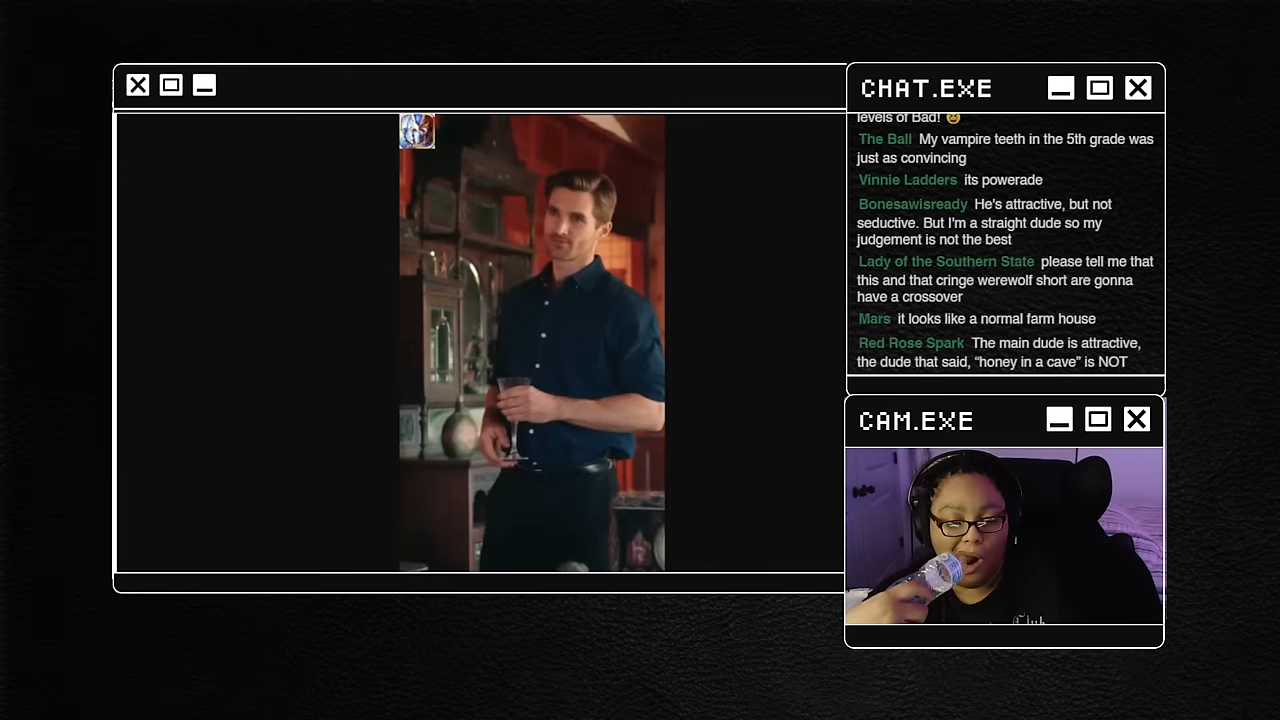 CHAT.EXE
levels of Bad! 😆
The Ball My vampire teeth in the 5th grade was
just as convincing
Vinnie Ladders its powerade
Bonesawisready He's attractive, but not
seductive. But I'm a straight dude so my
judgement is not the best
Lady of the Southern State please tell me that
this and that cringe werewolf short are gonna
have a crossover
Mars it looks like a normal farm house
Red Rose Spark The main dude is attractive,
the dude that said, “honey in a cave” is NOT
CAM.EXE
Club